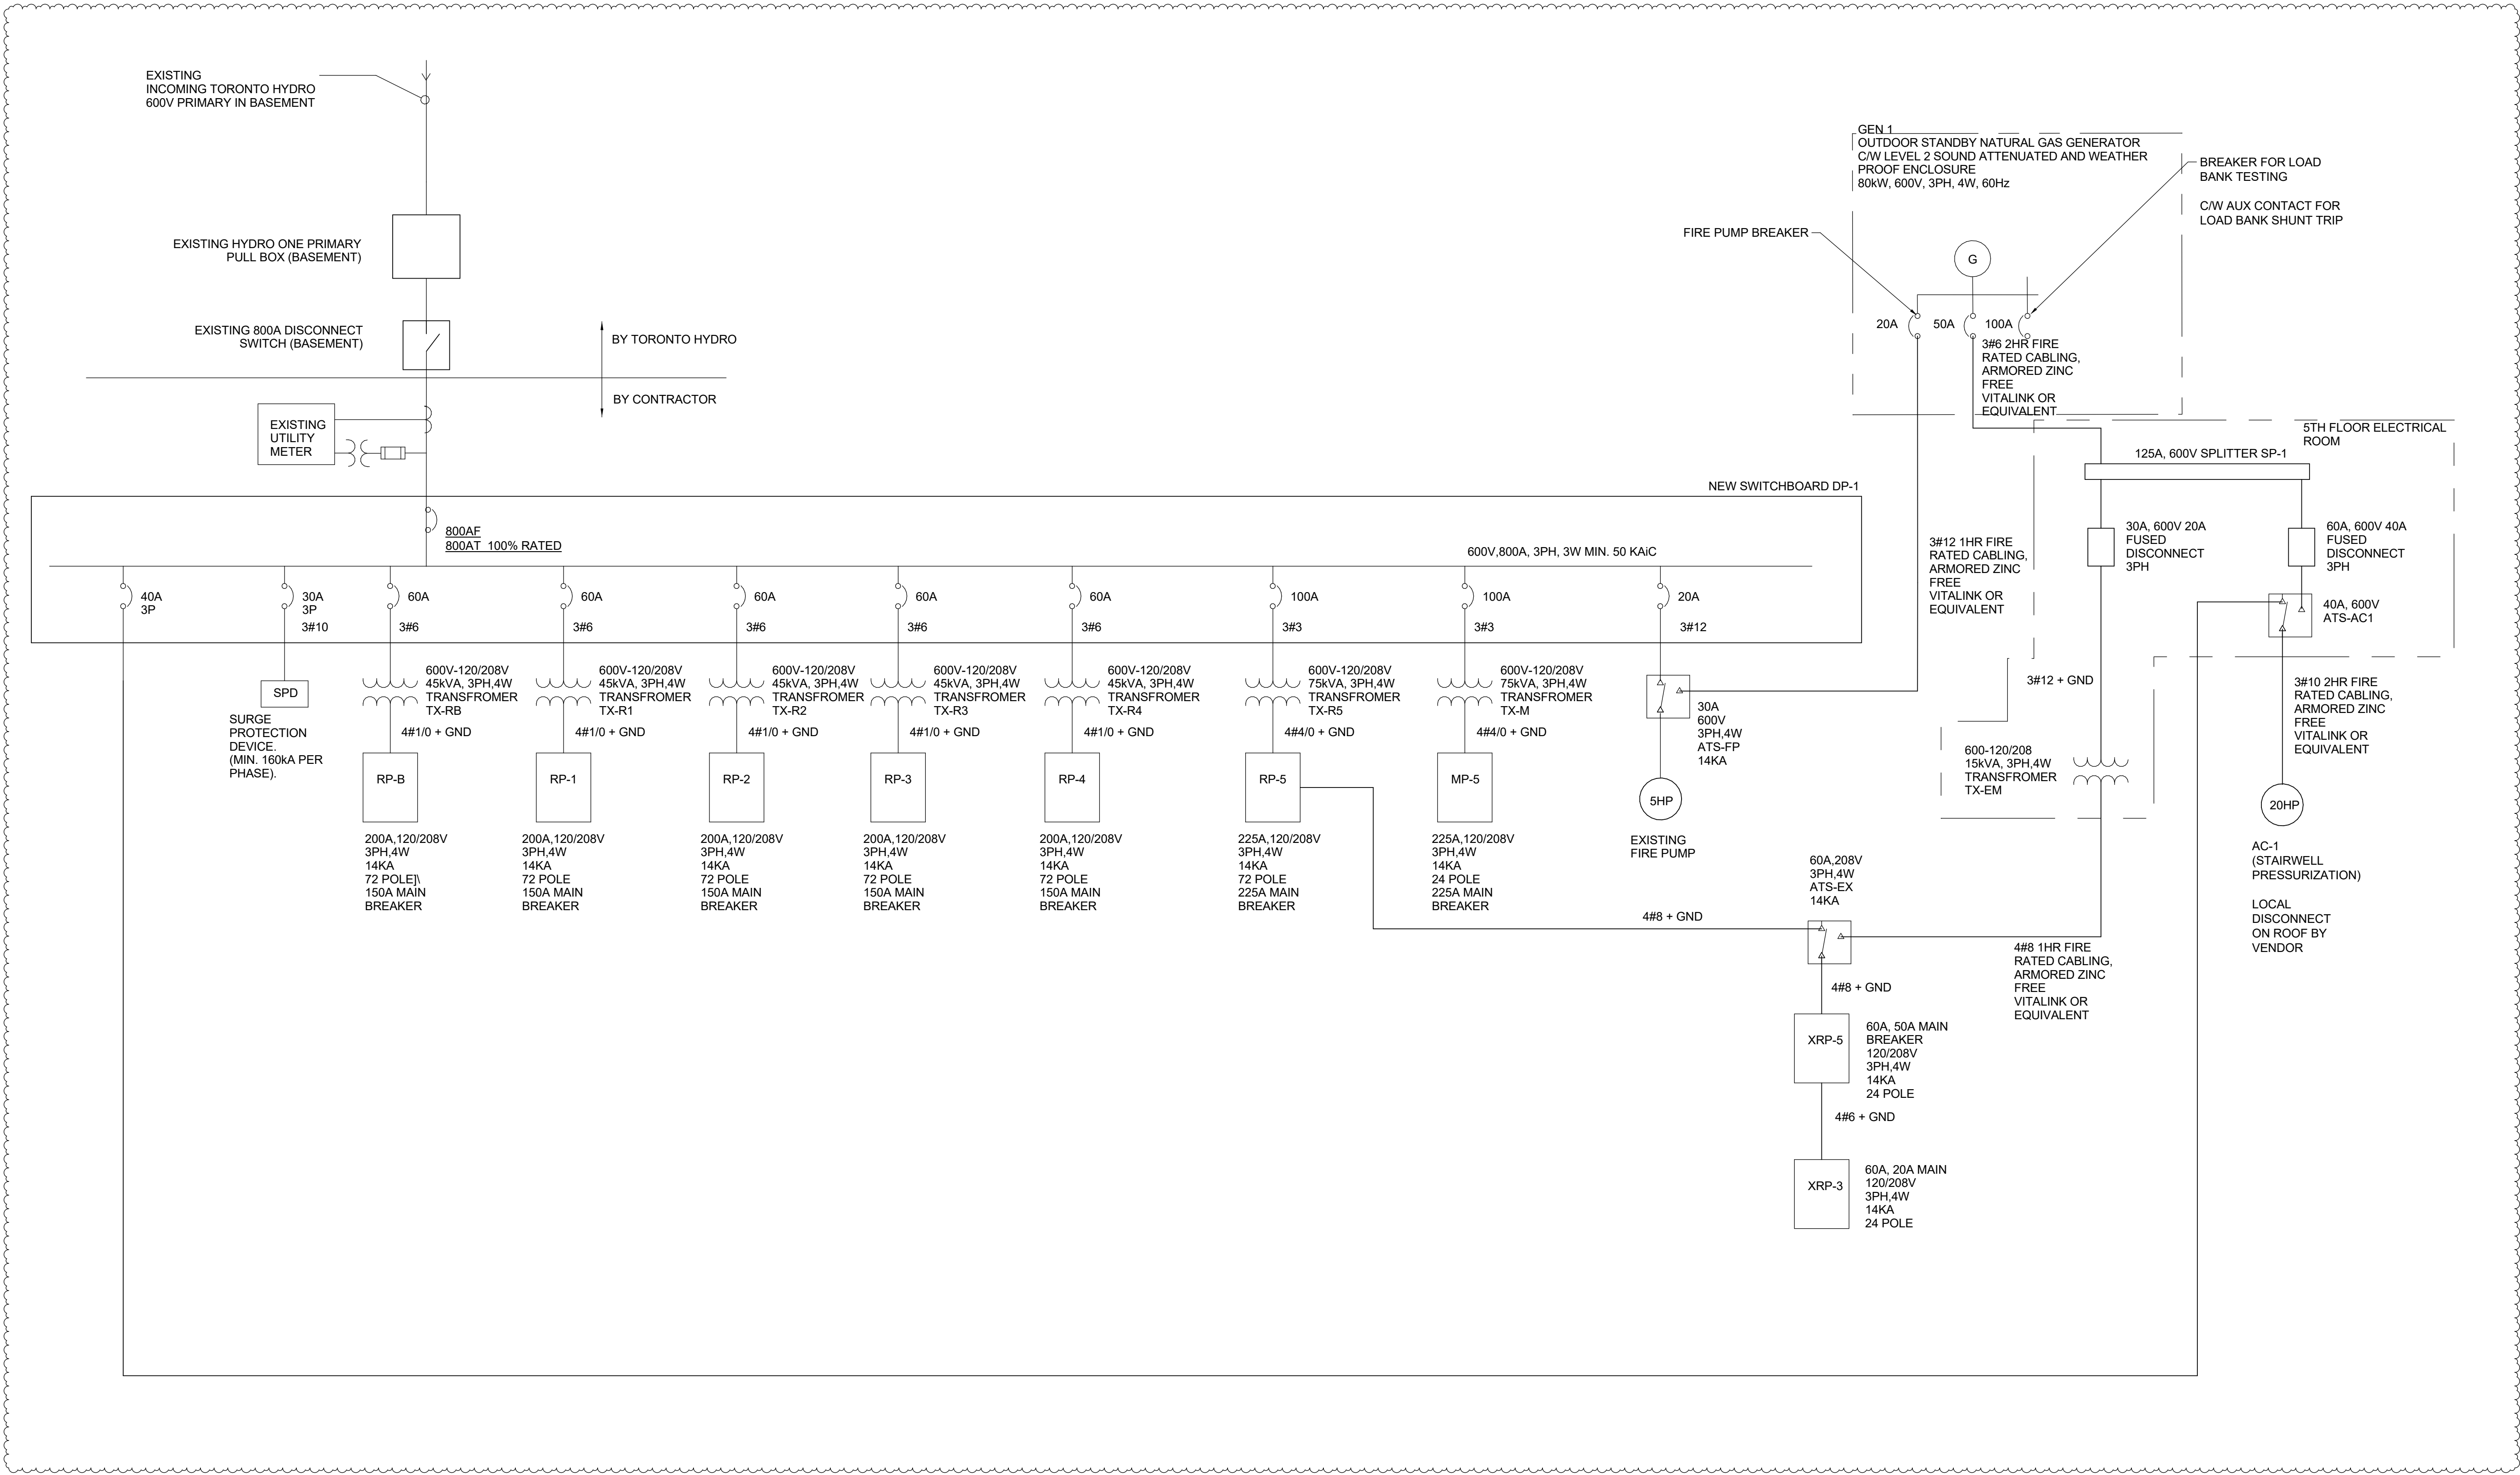 EXISTING
INCOMING TORONTO HYDRO
600V PRIMARY IN BASEMENT
EXISTING HYDRO ONE PRIMARY
PULL BOX (BASEMENT)
EXISTING 800A DISCONNECT
SWITCH (BASEMENT)
BY TORONTO HYDRO
BY CONTRACTOR
EXISTING
UTILITY
METER
GEN 1
OUTDOOR STANDBY NATURAL GAS GENERATOR
C/W LEVEL 2 SOUND ATTENUATED AND WEATHER
PROOF ENCLOSURE
80kW, 600V, 3PH, 4W, 60Hz
BREAKER FOR LOAD
BANK TESTING
C/W AUX CONTACT FOR
LOAD BANK SHUNT TRIP
FIRE PUMP BREAKER
G
20A
50A
100A
3#6 2HR FIRE
RATED CABLING,
ARMORED ZINC
FREE
VITALINK OR
EQUIVALENT
5TH FLOOR ELECTRICAL
ROOM
125A, 600V SPLITTER SP-1
30A, 600V 20A
FUSED
DISCONNECT
3PH
60A, 600V 40A
FUSED
DISCONNECT
3PH
40A, 600V
ATS-AC1
3#12 1HR FIRE
RATED CABLING,
ARMORED ZINC
FREE
VITALINK OR
EQUIVALENT
NEW SWITCHBOARD DP-1
800AF
800AT 100% RATED
600V,800A, 3PH, 3W MIN. 50 KAiC
40A
3P
30A
3P
3#10
60A
3#6
60A
3#6
60A
3#6
60A
3#6
60A
3#6
100A
3#3
100A
3#3
20A
3#12
SPD
SURGE
PROTECTION
DEVICE.
(MIN. 160kA PER
PHASE).
600V-120/208V
45kVA, 3PH,4W
TRANSFROMER
TX-RB
4#1/0 + GND
RP-B
200A,120/208V
3PH,4W
14KA
72 POLE]\
150A MAIN
BREAKER
600V-120/208V
45kVA, 3PH,4W
TRANSFROMER
TX-R1
4#1/0 + GND
RP-1
200A,120/208V
3PH,4W
14KA
72 POLE
150A MAIN
BREAKER
600V-120/208V
45kVA, 3PH,4W
TRANSFROMER
TX-R2
4#1/0 + GND
RP-2
200A,120/208V
3PH,4W
14KA
72 POLE
150A MAIN
BREAKER
600V-120/208V
45kVA, 3PH,4W
TRANSFROMER
TX-R3
4#1/0 + GND
RP-3
200A,120/208V
3PH,4W
14KA
72 POLE
150A MAIN
BREAKER
600V-120/208V
45kVA, 3PH,4W
TRANSFROMER
TX-R4
4#1/0 + GND
RP-4
200A,120/208V
3PH,4W
14KA
72 POLE
150A MAIN
BREAKER
600V-120/208V
75kVA, 3PH,4W
TRANSFROMER
TX-R5
4#4/0 + GND
RP-5
225A,120/208V
3PH,4W
14KA
72 POLE
225A MAIN
BREAKER
600V-120/208V
75kVA, 3PH,4W
TRANSFROMER
TX-M
4#4/0 + GND
MP-5
225A,120/208V
3PH,4W
14KA
24 POLE
225A MAIN
BREAKER
30A
600V
3PH,4W
ATS-FP
14KA
5HP
EXISTING
FIRE PUMP
3#12 + GND
600-120/208
15kVA, 3PH,4W
TRANSFROMER
TX-EM
3#10 2HR FIRE
RATED CABLING,
ARMORED ZINC
FREE
VITALINK OR
EQUIVALENT
20HP
AC-1
(STAIRWELL
PRESSURIZATION)
LOCAL
DISCONNECT
ON ROOF BY
VENDOR
60A,208V
3PH,4W
ATS-EX
14KA
4#8 + GND
4#8 1HR FIRE
RATED CABLING,
ARMORED ZINC
FREE
VITALINK OR
EQUIVALENT
4#8 + GND
XRP-5
60A, 50A MAIN
BREAKER
120/208V
3PH,4W
14KA
24 POLE
4#6 + GND
XRP-3
60A, 20A MAIN
120/208V
3PH,4W
14KA
24 POLE